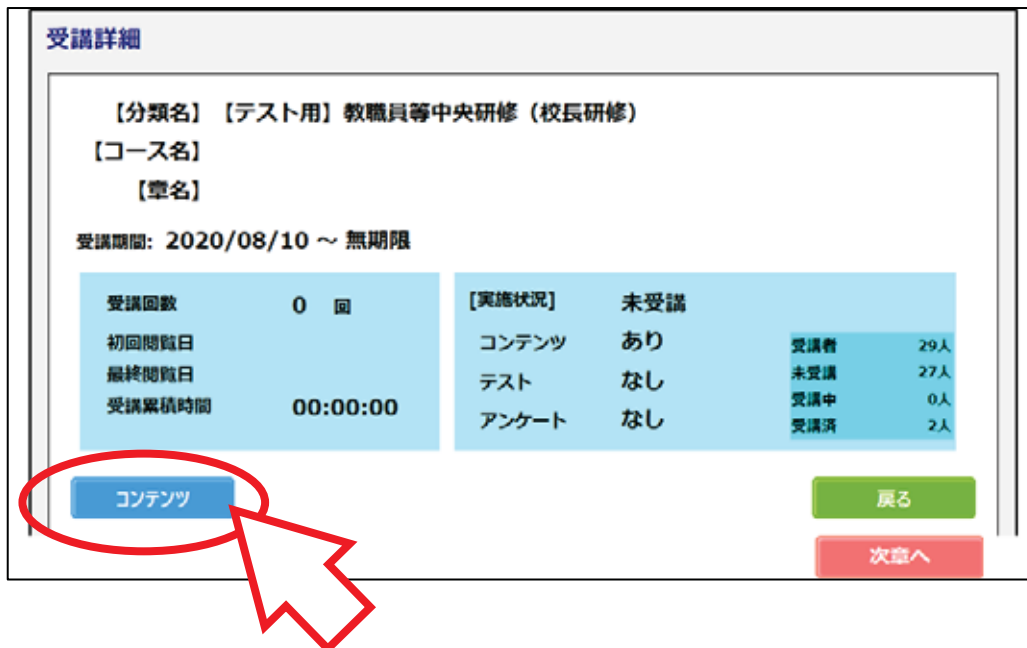 受講詳細
【分類名】【テスト用】教職員等中央研修（校長研修）
【コース名】
【章名】
受講期間: 2020/08/10 ～ 無期限
受講回数 0 回
初回閲覧日
最終閲覧日
受講累積時間 00:00:00
[実施状況] 未受講
コンテンツ あり
テスト なし
アンケート なし
受講者 29人
未受講 27人
受講中 0人
受講済 2人
コンテンツ
戻る
次章へ